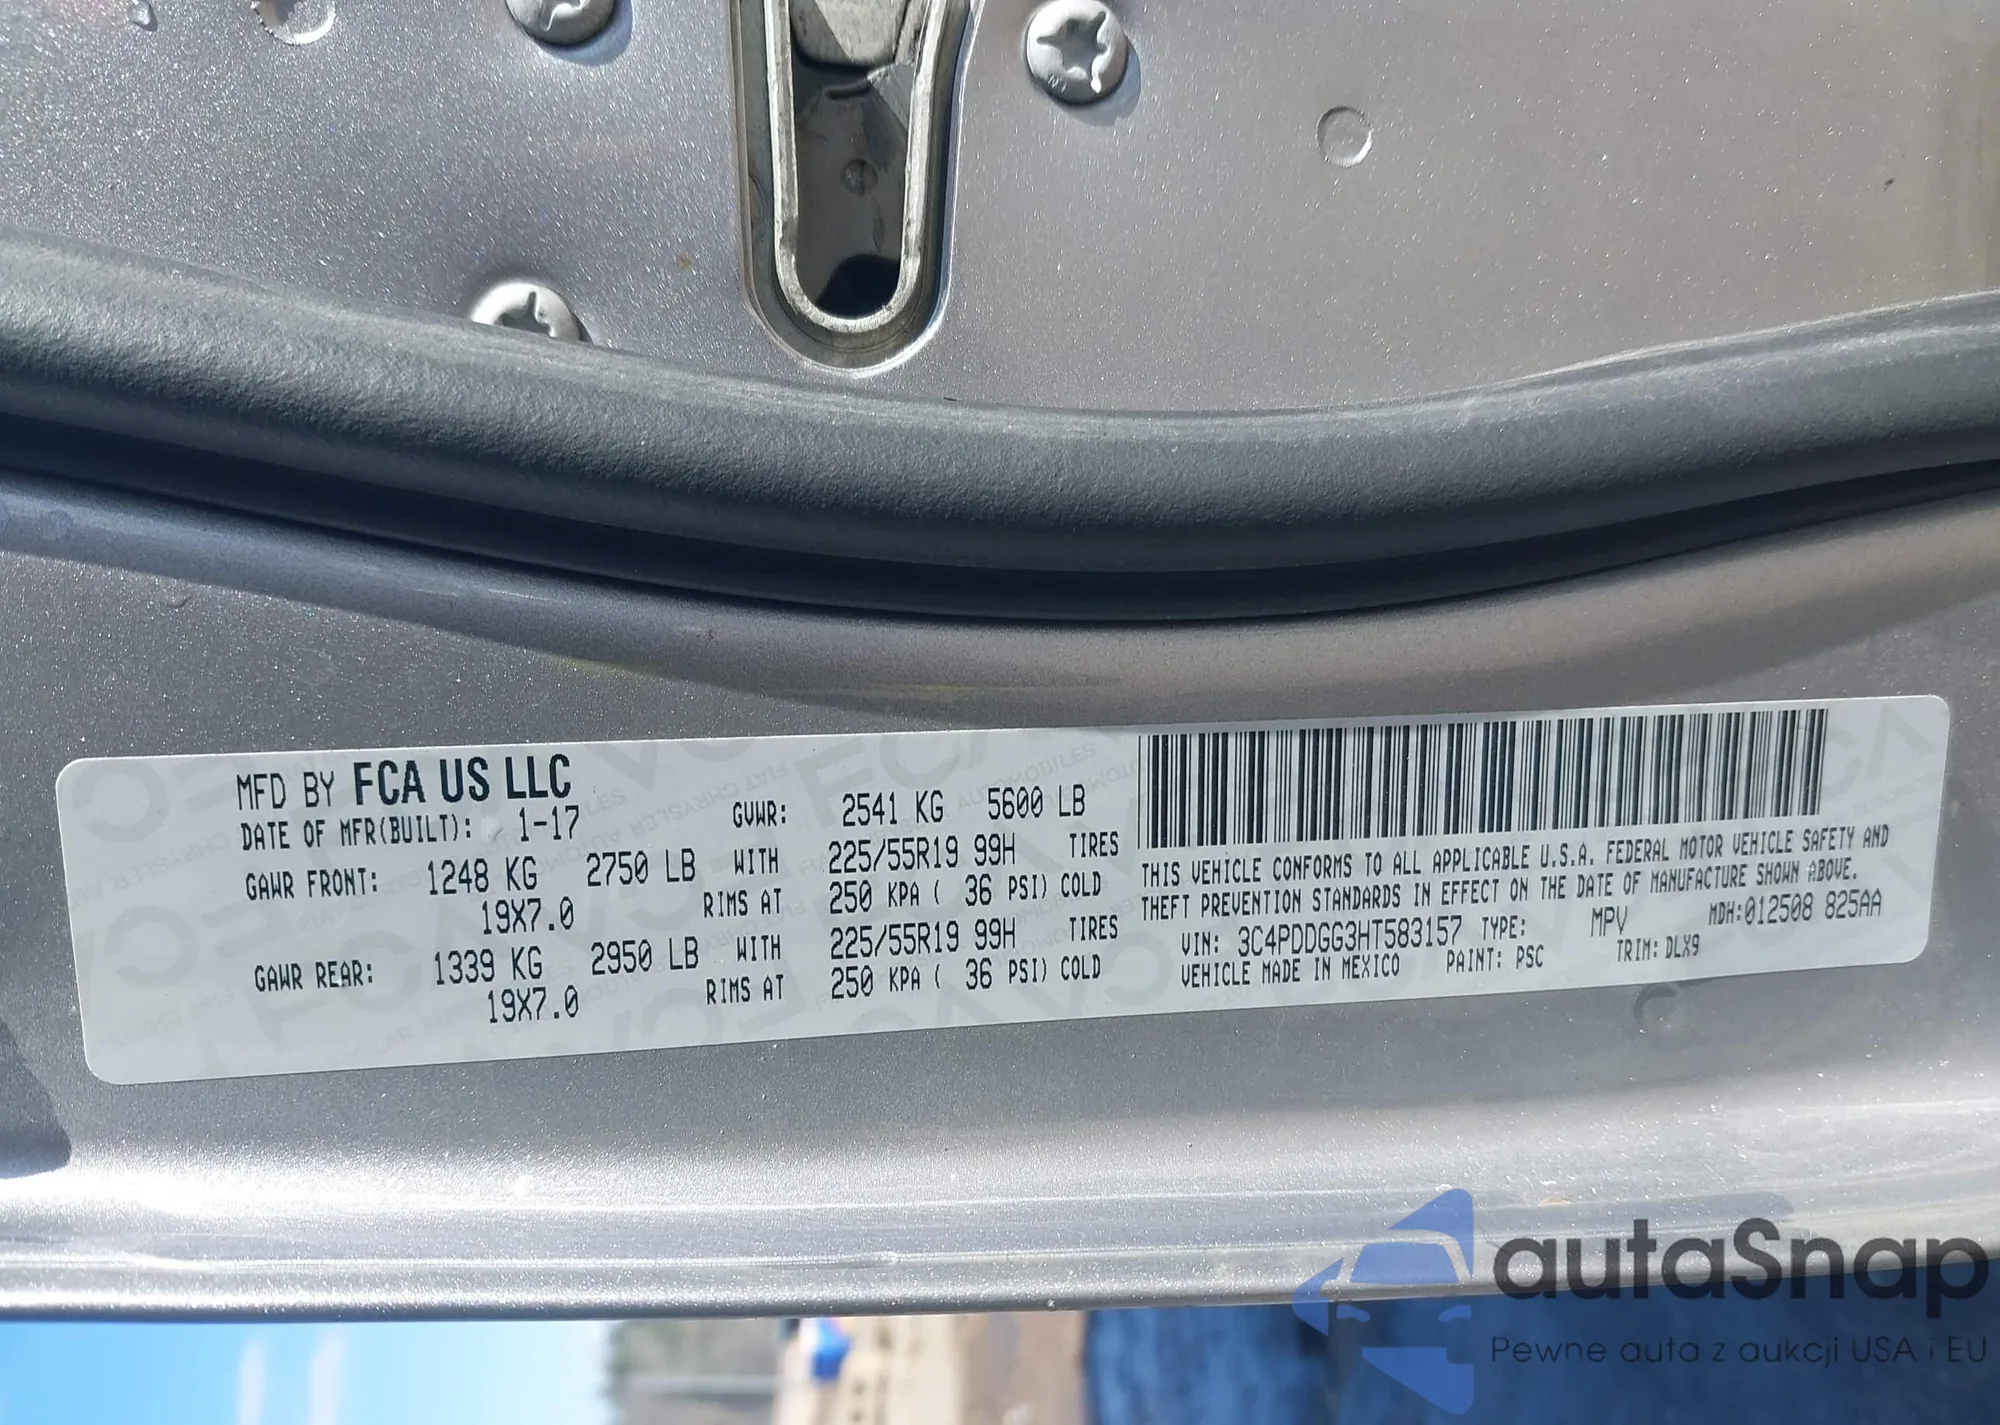 MFD BY FCA US LLC
DATE OF MFR(BUILT): 1-17 GVWR: 2541 KG 5600 LB
GAWR FRONT: 1248 KG 2750 LB WITH 225/55R19 99H TIRES
19X7.0 RIMS AT 250 KPA ( 36 PSI) COLD
GAWR REAR: 1339 KG 2950 LB WITH 225/55R19 99H TIRES
19X7.0 RIMS AT 250 KPA ( 36 PSI) COLD
THIS VEHICLE CONFORMS TO ALL APPLICABLE U.S.A. FEDERAL MOTOR VEHICLE SAFETY AND
THEFT PREVENTION STANDARDS IN EFFECT ON THE DATE OF MANUFACTURE SHOWN ABOVE.
VIN: 3C4PDDGG3HT583157 TYPE: MPV MDH:012508 825AA
VEHICLE MADE IN MEXICO PAINT: PSC TRIM: DLX9
autaSnap
Pewne auta z aukcji USA i EU